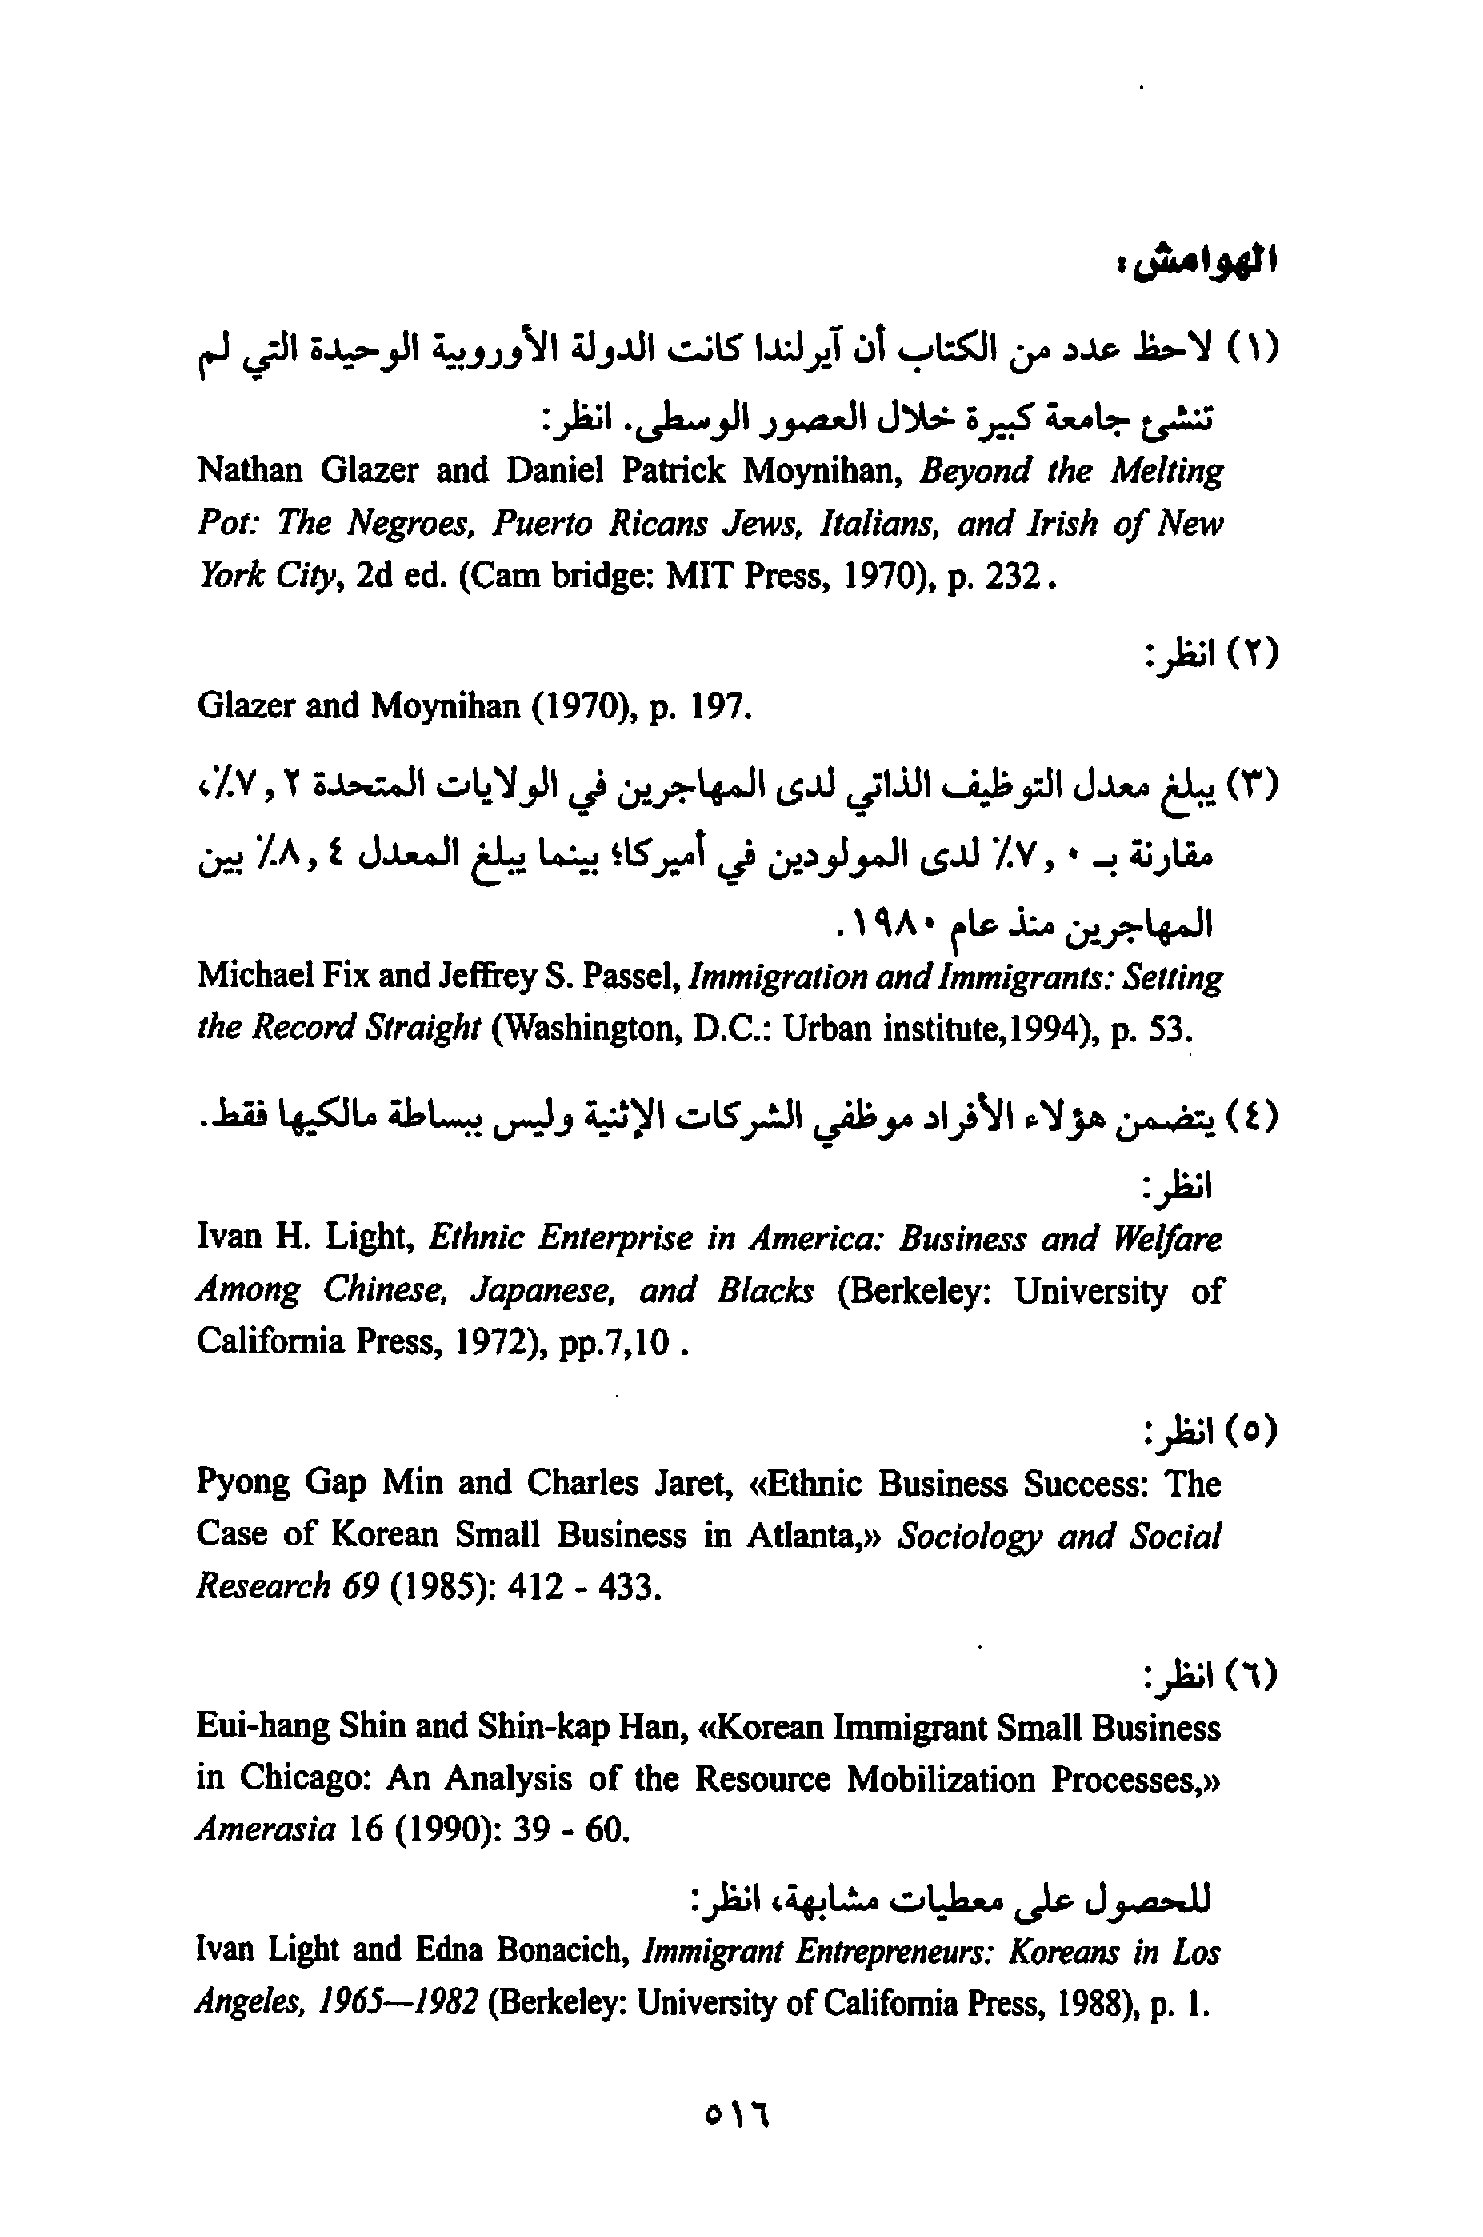 الهوامش:
(١) لاحظ عدد من الكتاب أن آيرلندا كانت الدولة الأوروبية الوحيدة التي لم
تنشئ جامعة كبيرة خلال العصور الوسطى. انظر:
Nathan Glazer and Daniel Patrick Moynihan, Beyond the Melting
Pot: The Negroes, Puerto Ricans Jews, Italians, and Irish of New
York City, 2d ed. (Cam bridge: MIT Press, 1970), p. 232.
(٢) انظر:
Glazer and Moynihan (1970), p. 197.
(٣) يبلغ معدل التوظيف الذاتي لدى المهاجرين في الولايات المتحدة ٢,٧٪،
مقارنة بـ ٠,٧٪ لدى المولودين في أميركا؛ بينما يبلغ المعدل ٤,٨٪ بين
المهاجرين منذ عام ١٩٨٠.
Michael Fix and Jeffrey S. Passel, Immigration and Immigrants: Setting
the Record Straight (Washington, D.C.: Urban institute,1994), p. 53.
(٤) يتضمن هؤلاء الأفراد موظفي الشركات الإثنية وليس ببساطة مالكيها فقط.
انظر:
Ivan H. Light, Ethnic Enterprise in America: Business and Welfare
Among Chinese, Japanese, and Blacks (Berkeley: University of
California Press, 1972), pp.7,10 .
(٥) انظر:
Pyong Gap Min and Charles Jaret, «Ethnic Business Success: The
Case of Korean Small Business in Atlanta,» Sociology and Social
Research 69 (1985): 412 - 433.
(٦) انظر:
Eui-hang Shin and Shin-kap Han, «Korean Immigrant Small Business
in Chicago: An Analysis of the Resource Mobilization Processes,»
Amerasia 16 (1990): 39 - 60.
للحصول على معطيات مشابهة، انظر:
Ivan Light and Edna Bonacich, Immigrant Entrepreneurs: Koreans in Los
Angeles, 1965—1982 (Berkeley: University of California Press, 1988), p. 1.
٥١٦